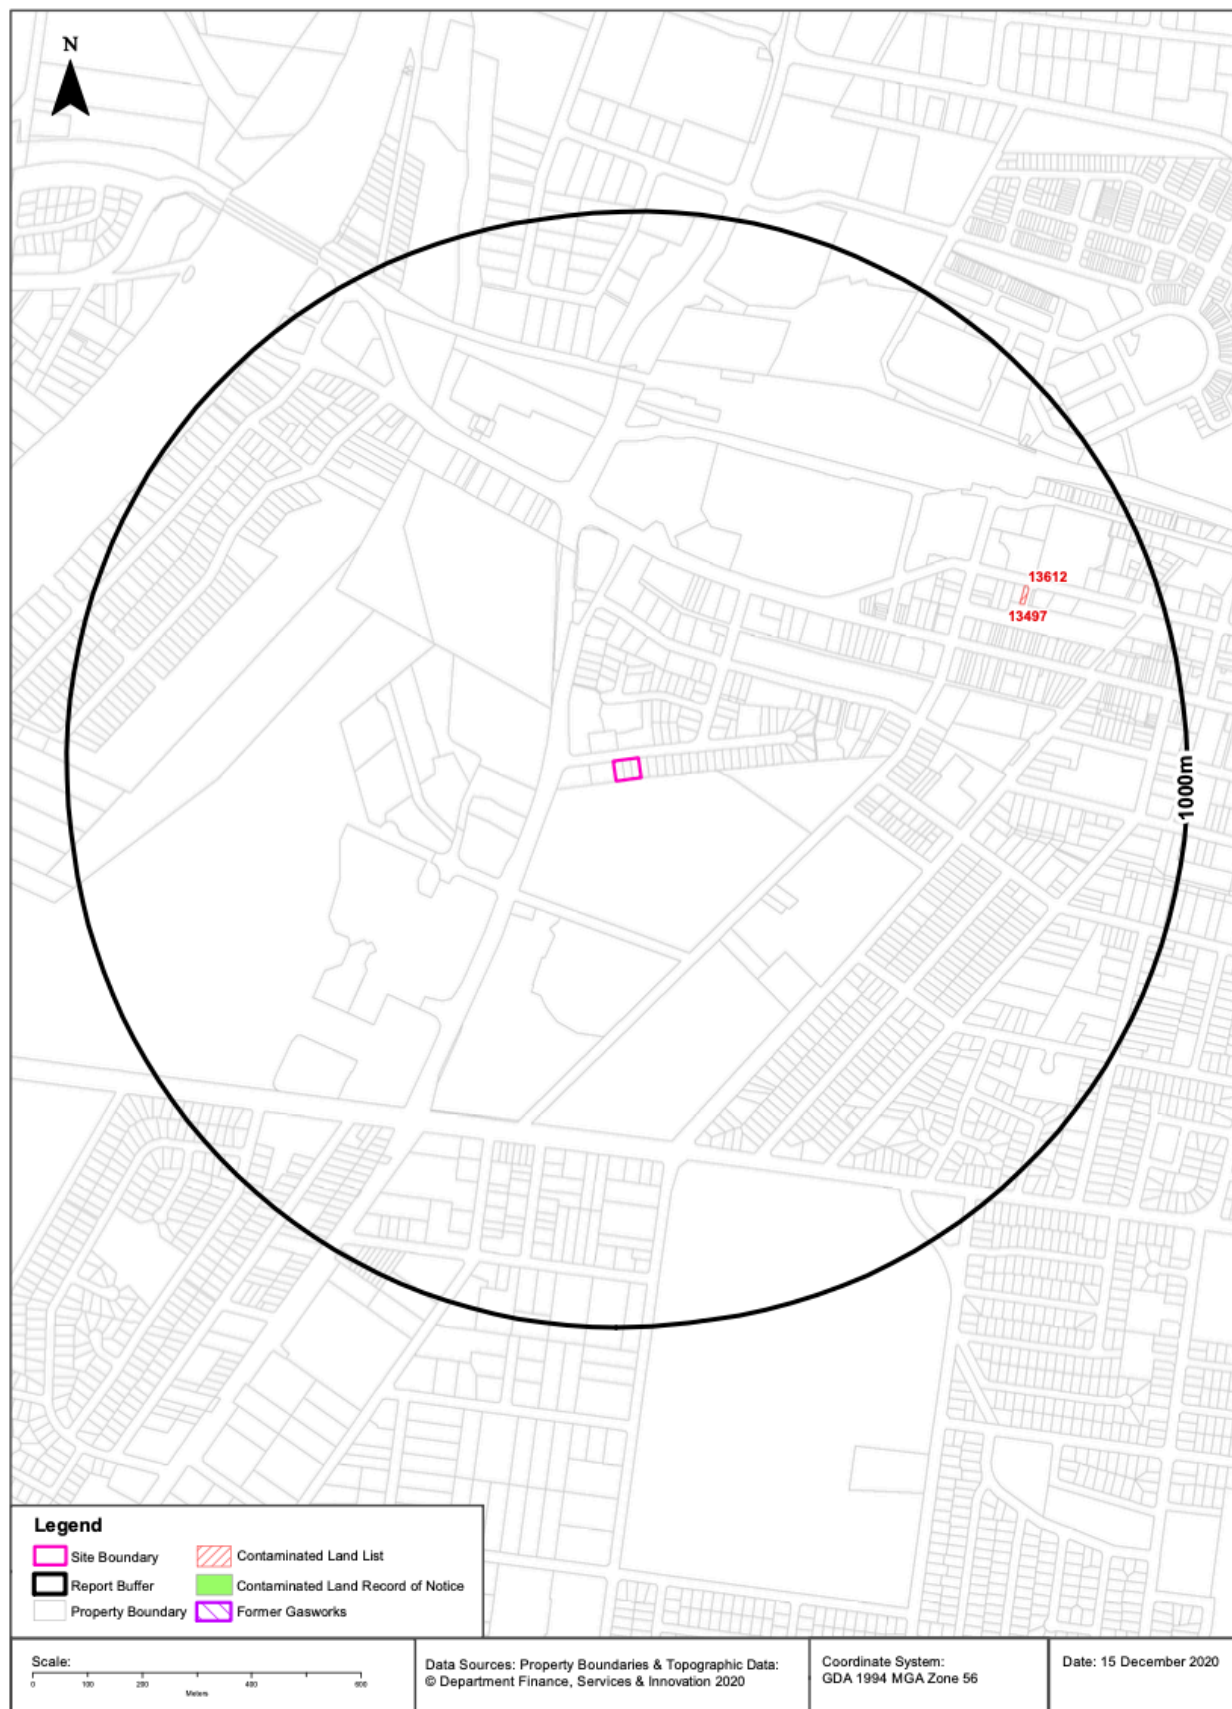 N
13612
13497
1000m
Legend
Site Boundary
Contaminated Land List
Report Buffer
Contaminated Land Record of Notice
Property Boundary
Former Gasworks
Scale:
0 100 200 400 600
Meters
Data Sources: Property Boundaries & Topographic Data:
© Department Finance, Services & Innovation 2020
Coordinate System:
GDA 1994 MGA Zone 56
Date: 15 December 2020